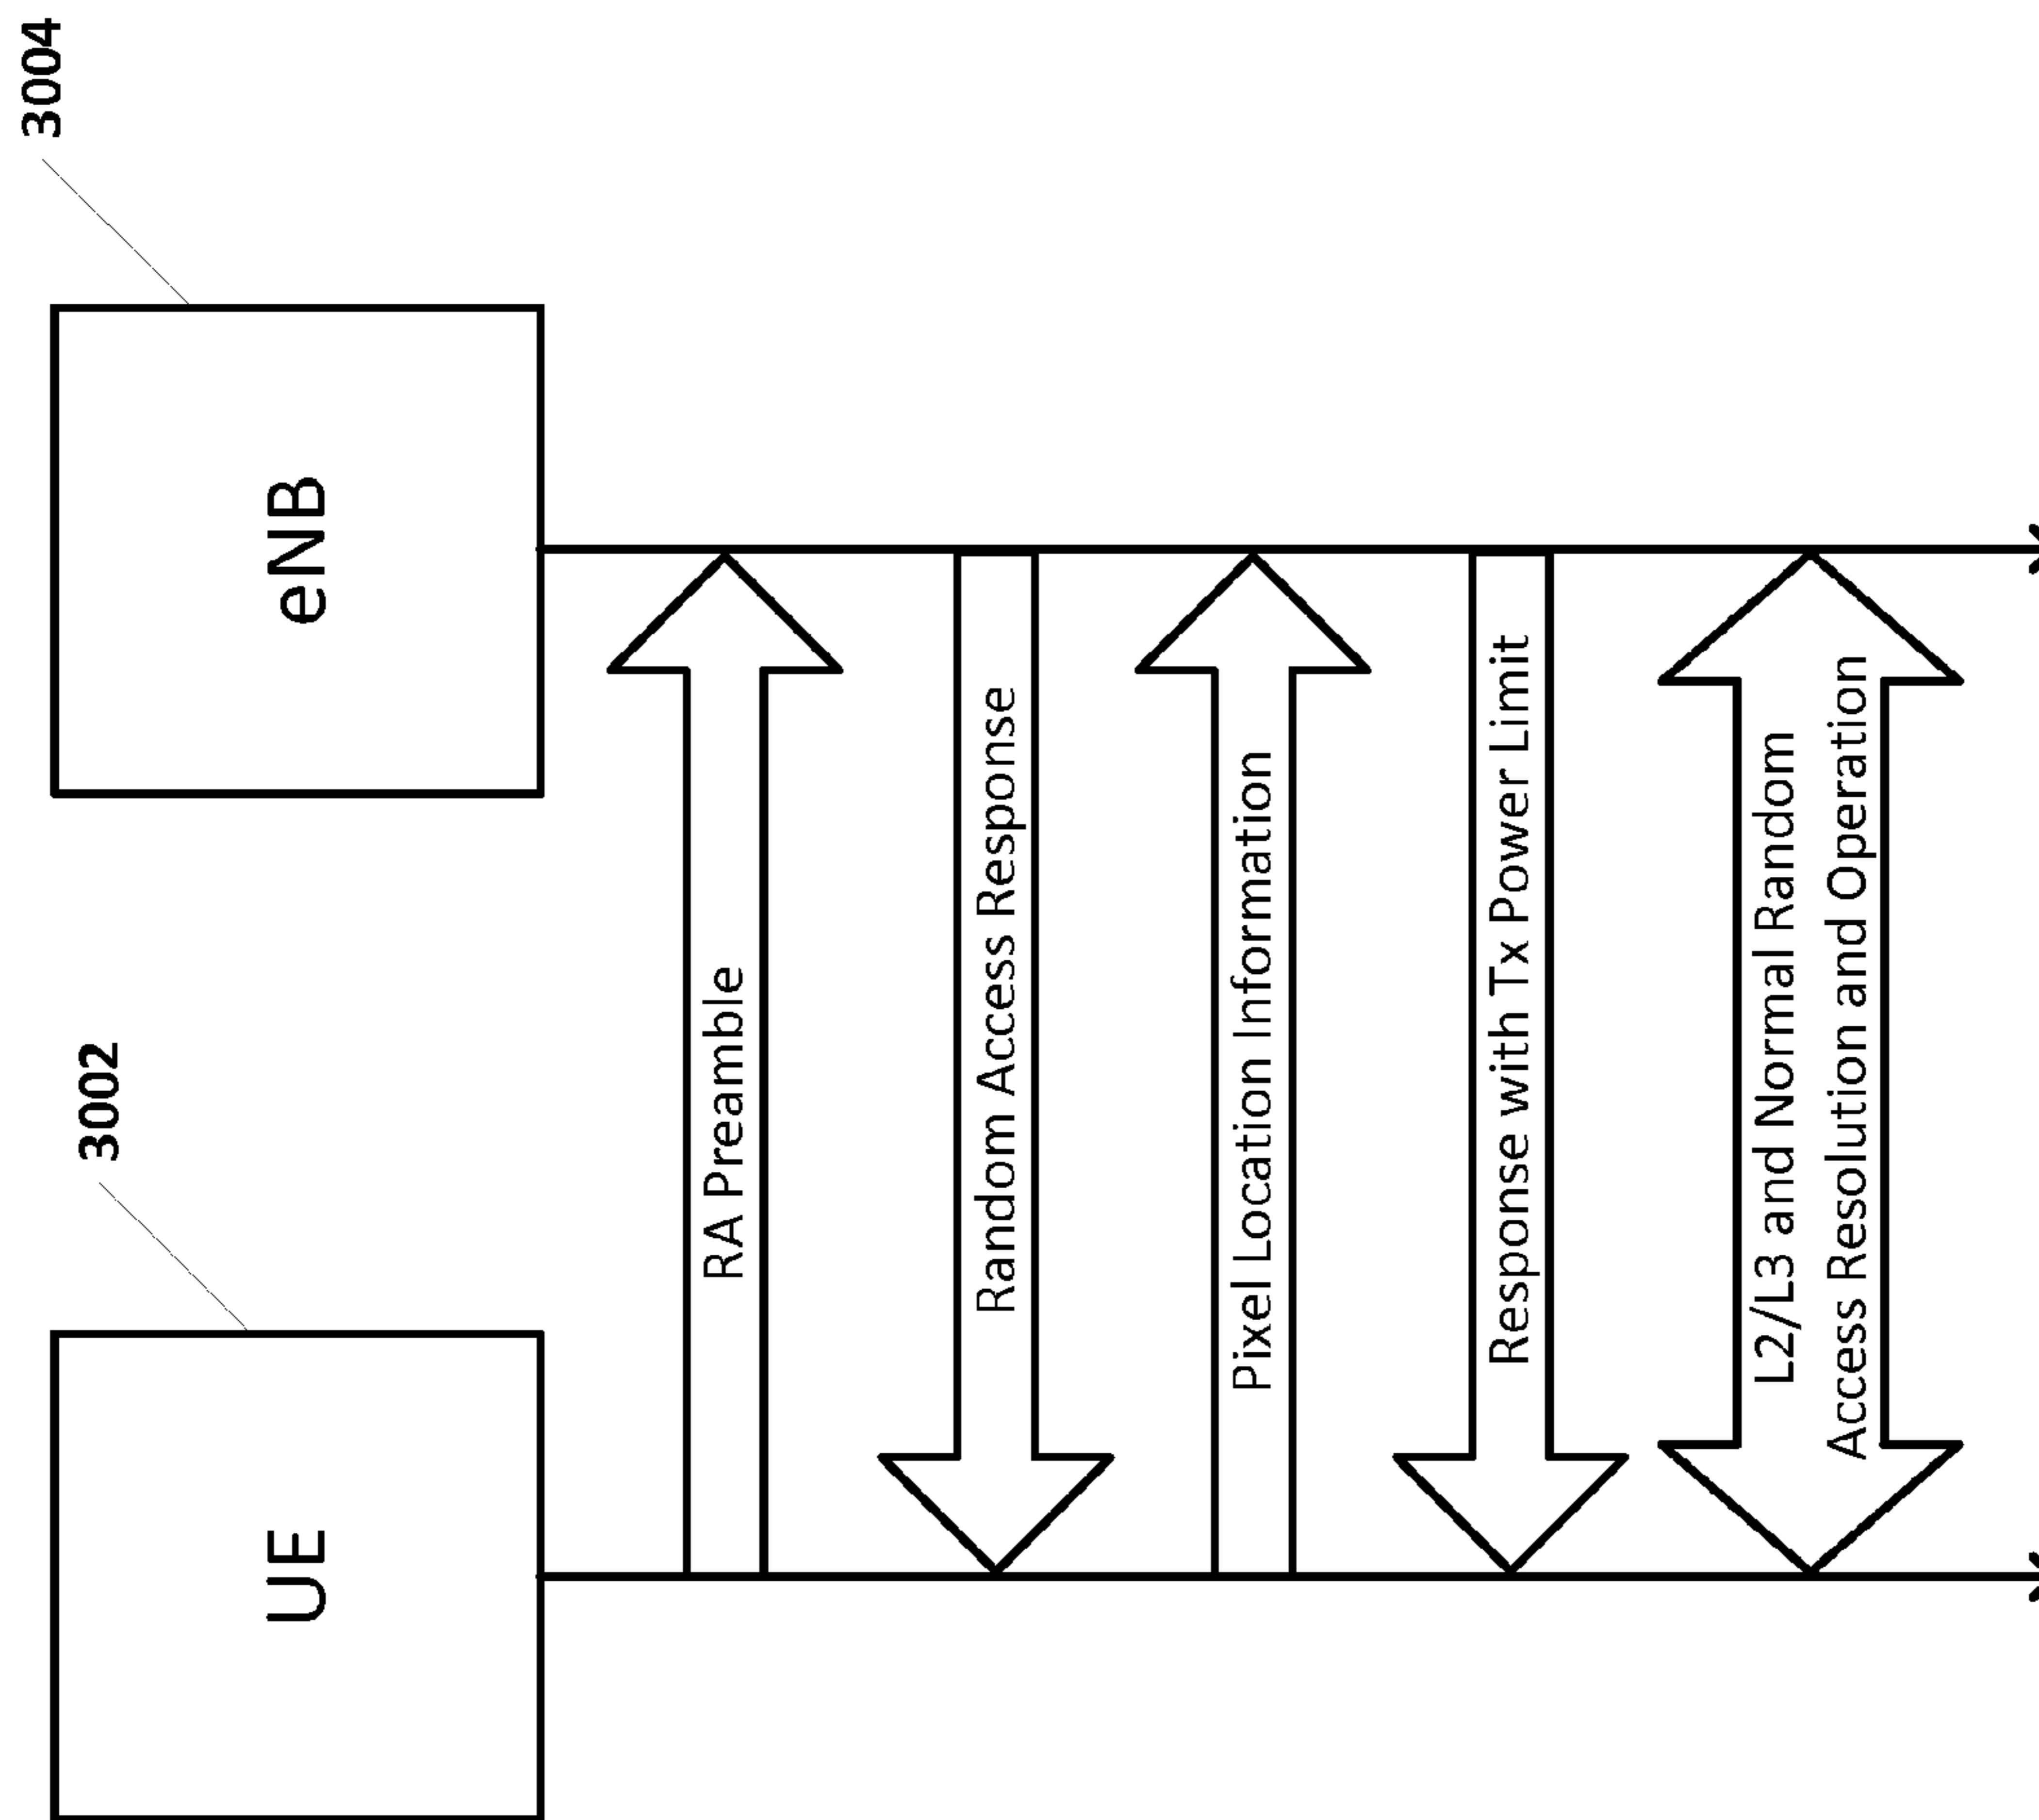 3002
3004
UE
eNB
RA Preamble
Random Access Response
Pixel Location Information
Response with Tx Power Limit
L2/L3 and Normal Random
Access Resolution and Operation